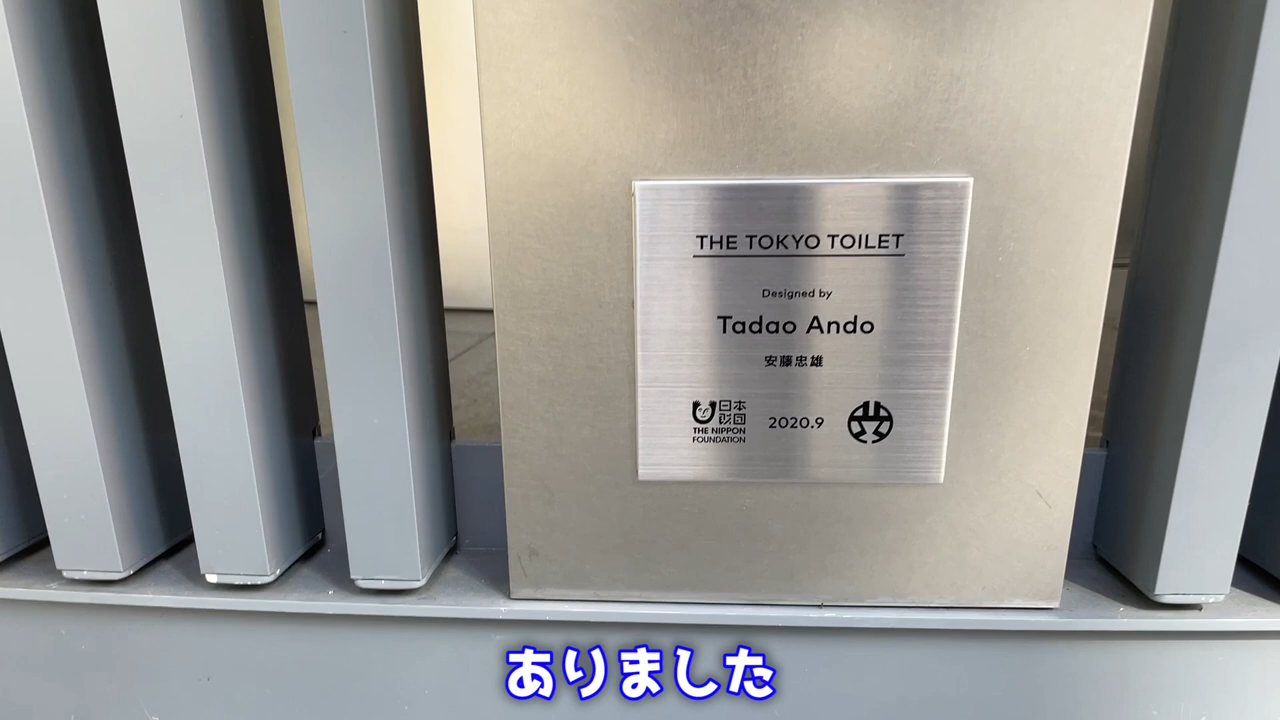 THE TOKYO TOILET
Designed by
Tadao Ando
安藤忠雄
日本
財団
THE NIPPON
FOUNDATION
2020.9
ありました